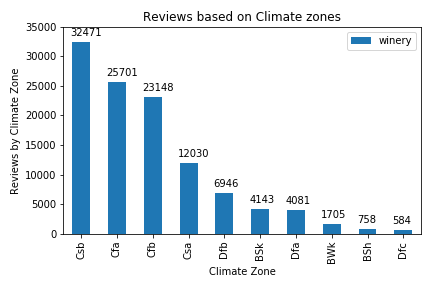 Reviews based on Climate zones
winery
Reviews by Climate Zone
35000
30000
25000
20000
15000
10000
5000
0
32471
25701
23148
12030
6946
4143
4081
1705
758
584
Csb
Cfa
Cfb
Csa
Dfb
BSk
Dfa
BWk
BSh
Dfc
Climate Zone